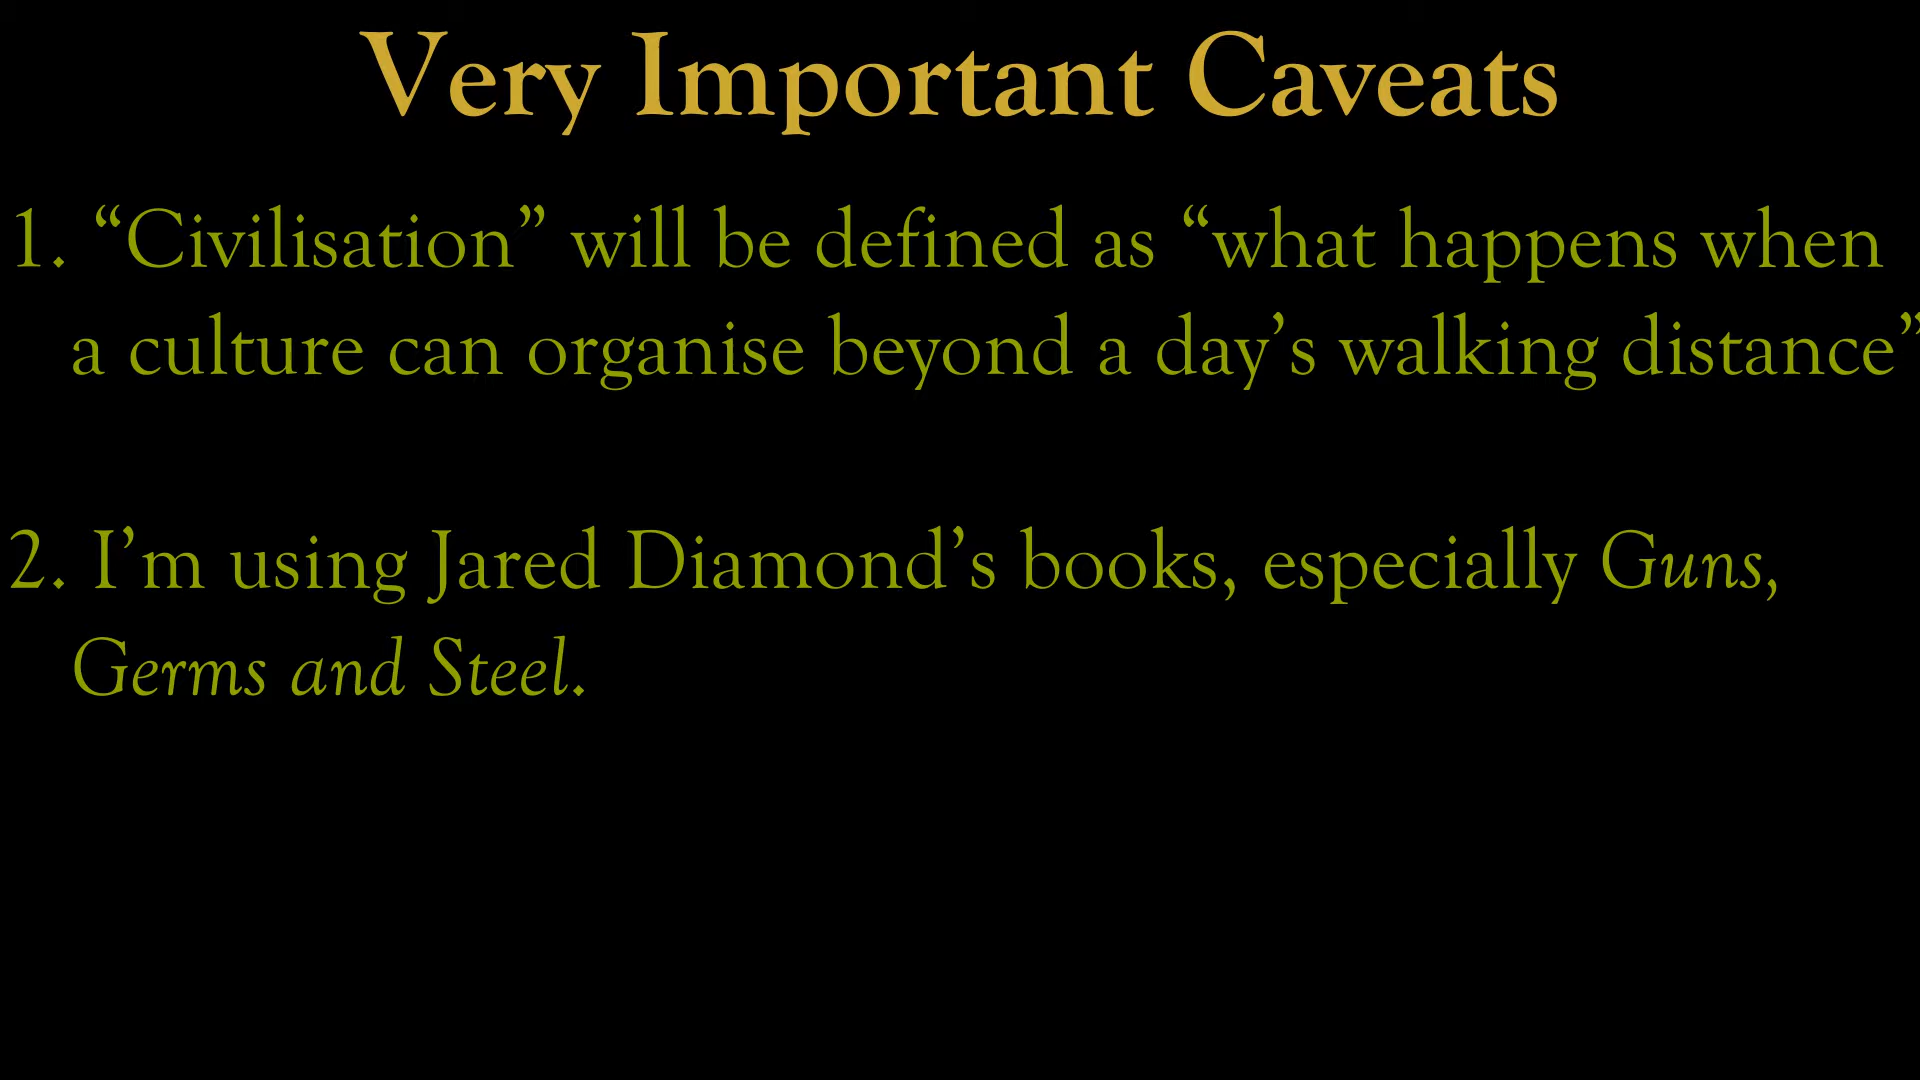 Very Important Caveats
1. “Civilisation” will be defined as “what happens when
a culture can organise beyond a day’s walking distance”
2. I’m using Jared Diamond’s books, especially Guns,
Germs and Steel.